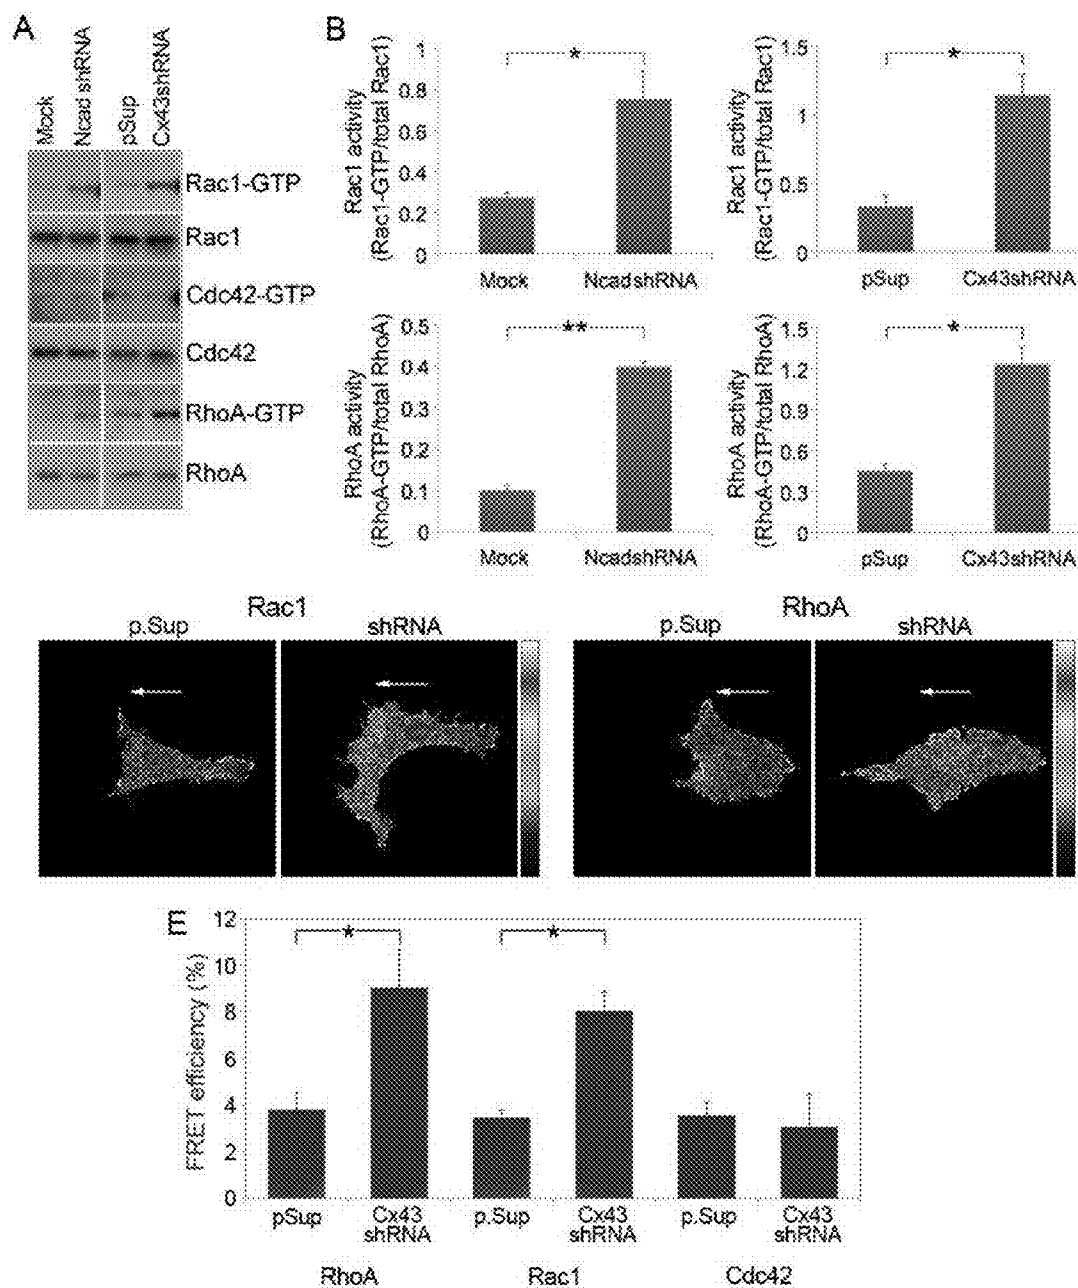 A
Mock
Ncad shRNA
pSup
Cx43shRNA
Rac1-GTP
Rac1
Cdc42-GTP
Cdc42
RhoA-GTP
RhoA
B
Rac1 activity
(Rac1-GTP/total Rac1)
1
0.8
0.6
0.4
0.2
0
*
Mock
NcadshRNA
Rac1 activity
(Rac1-GTP/total Rac1)
1.5
1
0.5
0
*
pSup
Cx43shRNA
RhoA activity
(RhoA-GTP/total RhoA)
0.5
0.4
0.3
0.2
0.1
0
**
Mock
NcadshRNA
RhoA activity
(RhoA-GTP/total RhoA)
1.5
1.2
0.9
0.6
0.3
0
*
pSup
Cx43shRNA
Rac1
p.Sup
shRNA
RhoA
p.Sup
shRNA
E
FRET efficiency (%)
12
10
8
6
4
2
0
*
*
pSup
Cx43
shRNA
p.Sup
Cx43
shRNA
p.Sup
Cx43
shRNA
RhoA
Rac1
Cdc42